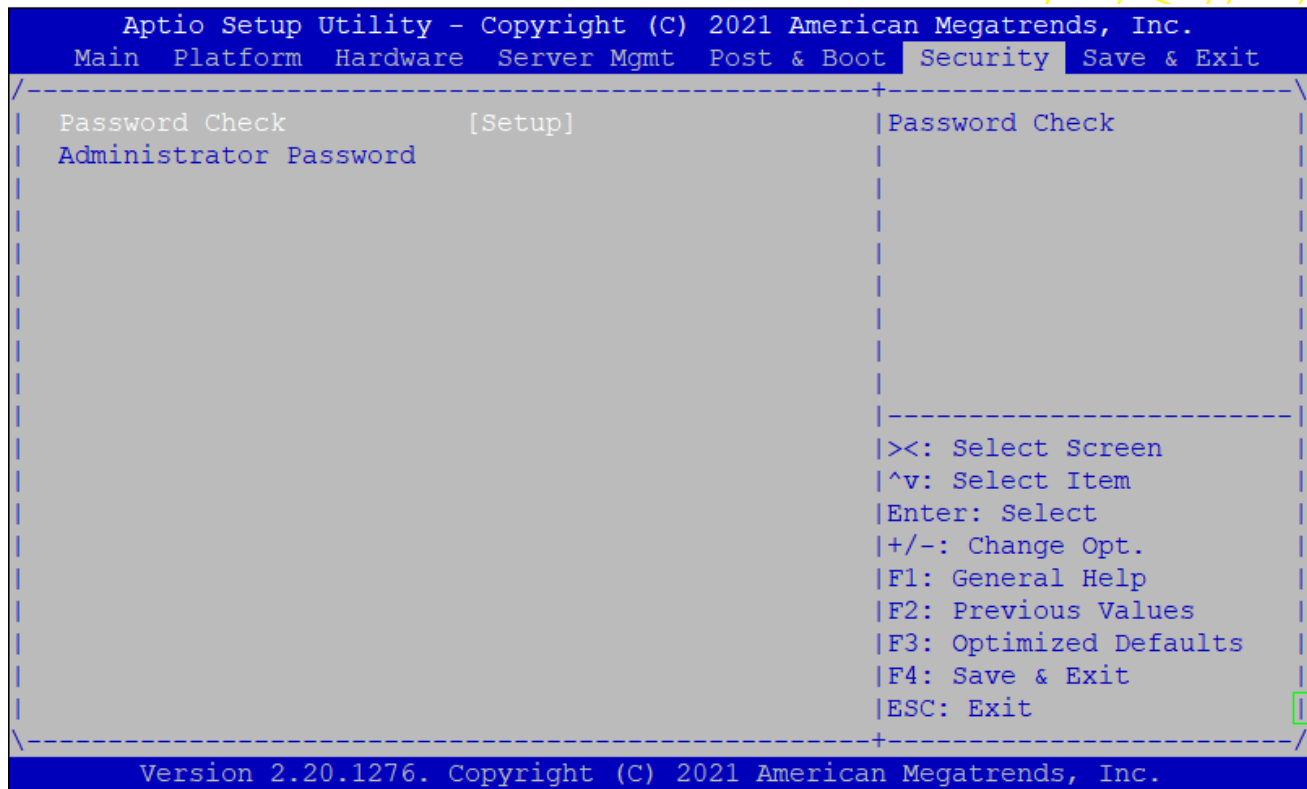 Aptio Setup Utility - Copyright (C) 2021 American Megatrends, Inc.
Main Platform Hardware Server Mgmt Post & Boot Security Save & Exit
Password Check [Setup]
Administrator Password
Password Check
><: Select Screen
^v: Select Item
Enter: Select
+/-: Change Opt.
F1: General Help
F2: Previous Values
F3: Optimized Defaults
F4: Save & Exit
ESC: Exit
Version 2.20.1276. Copyright (C) 2021 American Megatrends, Inc.